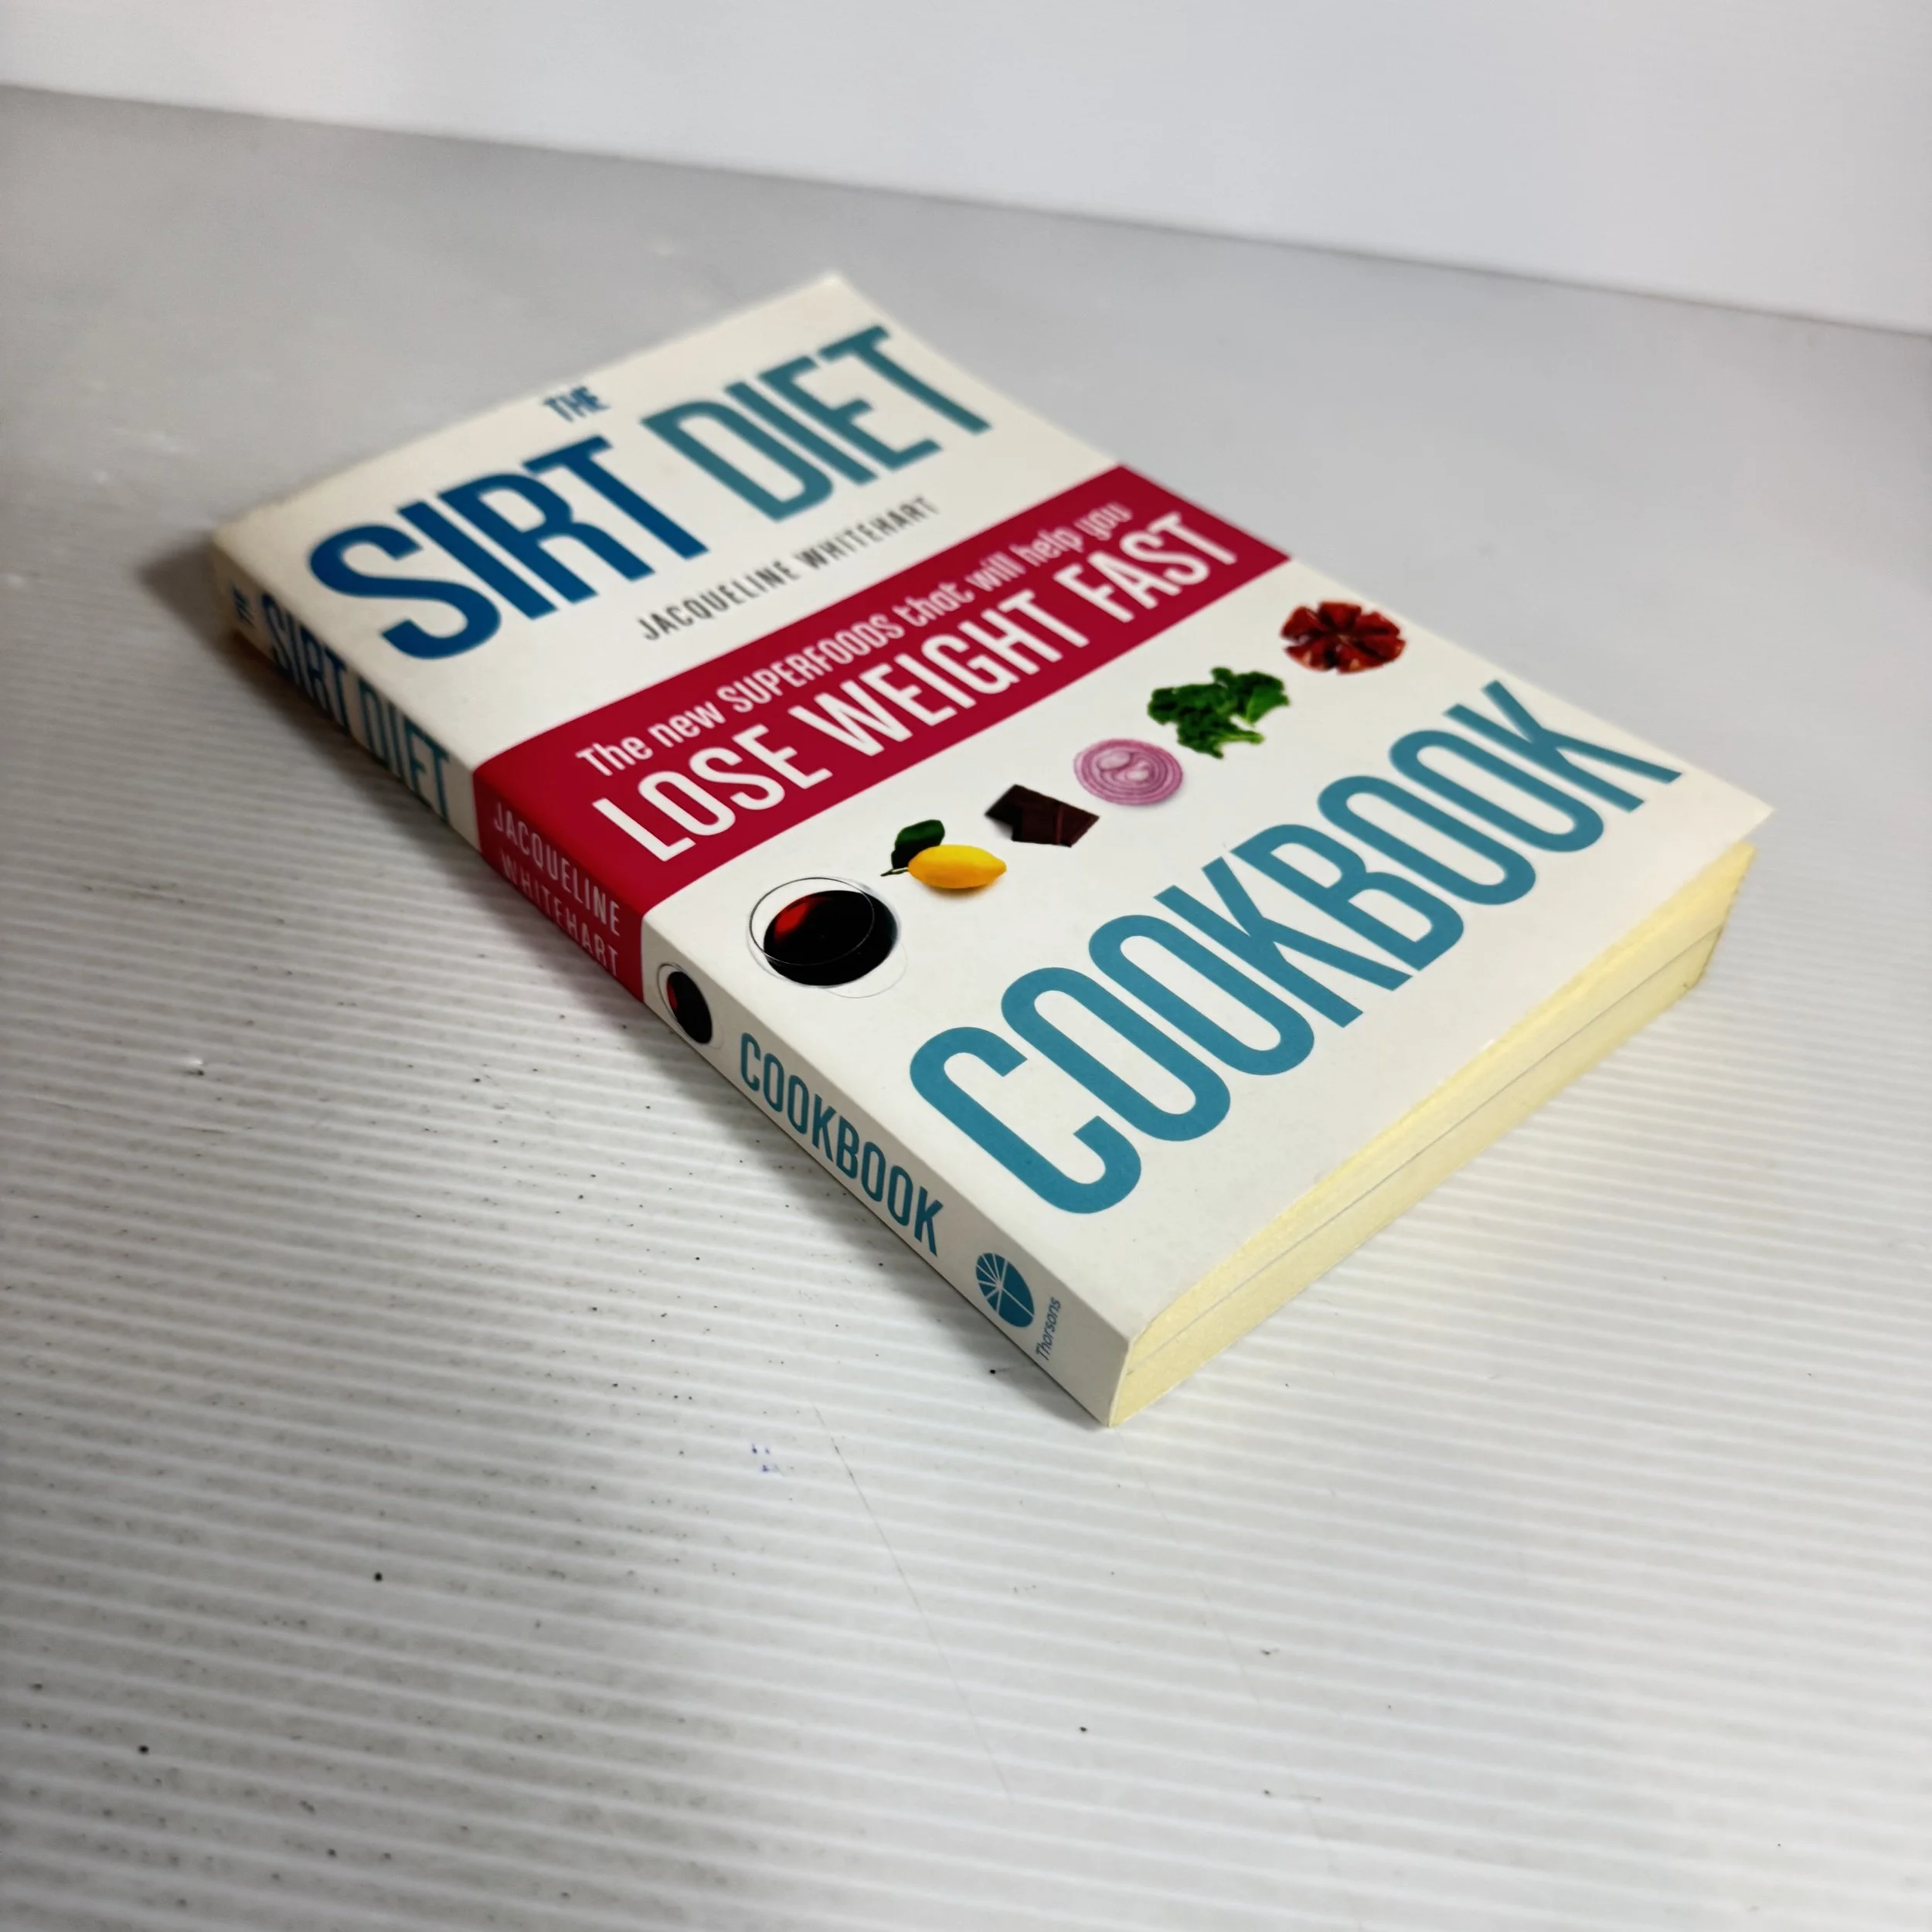 THE
SIRT DIET
JACQUELINE WHITEHART
The new SUPERFOODS that will help you
LOSE WEIGHT FAST
COOKBOOK
THE
SIRT DIET
JACQUELINE
WHITEHART
COOKBOOK
Thorsons